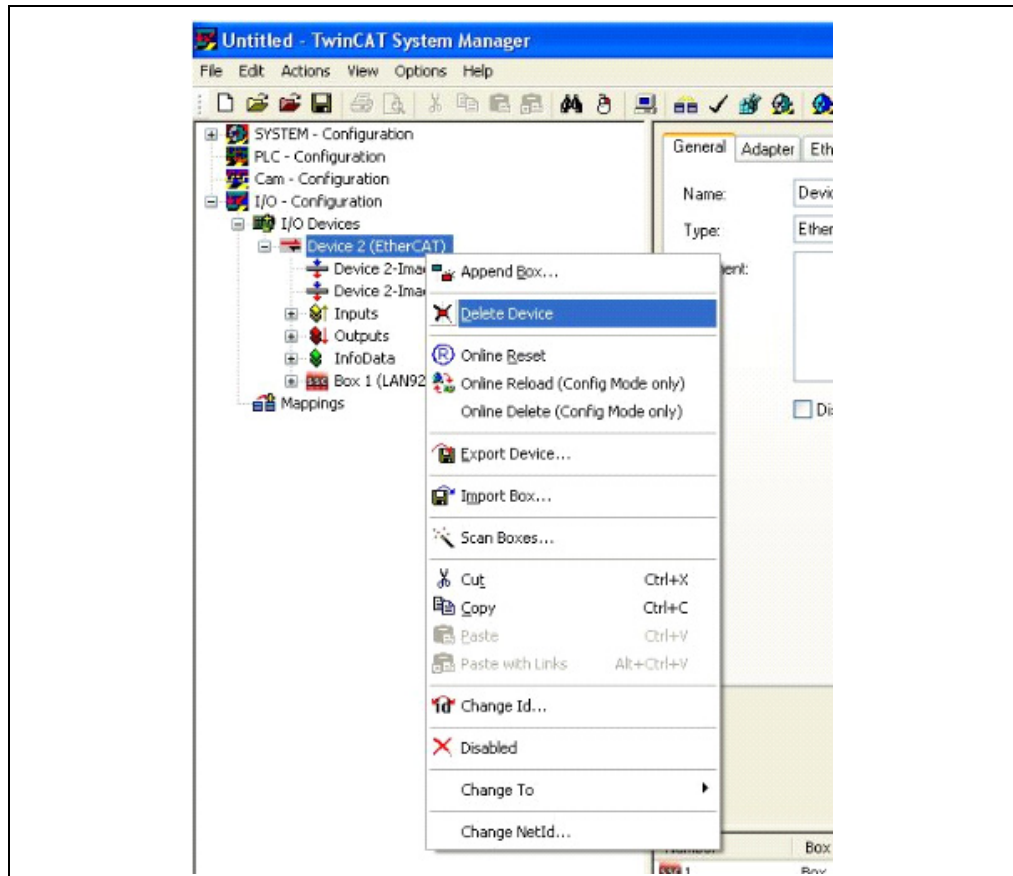 Untitled - TwinCAT System Manager
File Edit Actions View Options Help
SYSTEM - Configuration
PLC - Configuration
Cam - Configuration
I/O - Configuration
I/O Devices
Device 2 (EtherCAT)
Device 2-Ima
Device 2-Ima
Inputs
Outputs
InfoData
Box 1 (LAN92
Mappings
Append Box...
Delete Device
Online Reset
Online Reload (Config Mode only)
Online Delete (Config Mode only)
Export Device...
Import Box...
Scan Boxes...
Cut Ctrl+X
Copy Ctrl+C
Paste Ctrl+V
Paste with Links Alt+Ctrl+V
Change Id...
Disabled
Change To
Change NetId...
General Adapter Eth
Name: Devic
Type: Ether
ent:
Di
Box
1 Box